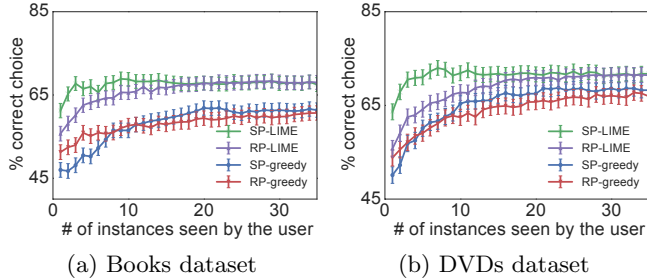 85
65
45
% correct choice
SP-LIME
RP-LIME
SP-greedy
RP-greedy
0 10 20 30
# of instances seen by the user
(a) Books dataset
85
65
45
% correct choice
SP-LIME
RP-LIME
SP-greedy
RP-greedy
0 10 20 30
# of instances seen by the user
(b) DVDs dataset